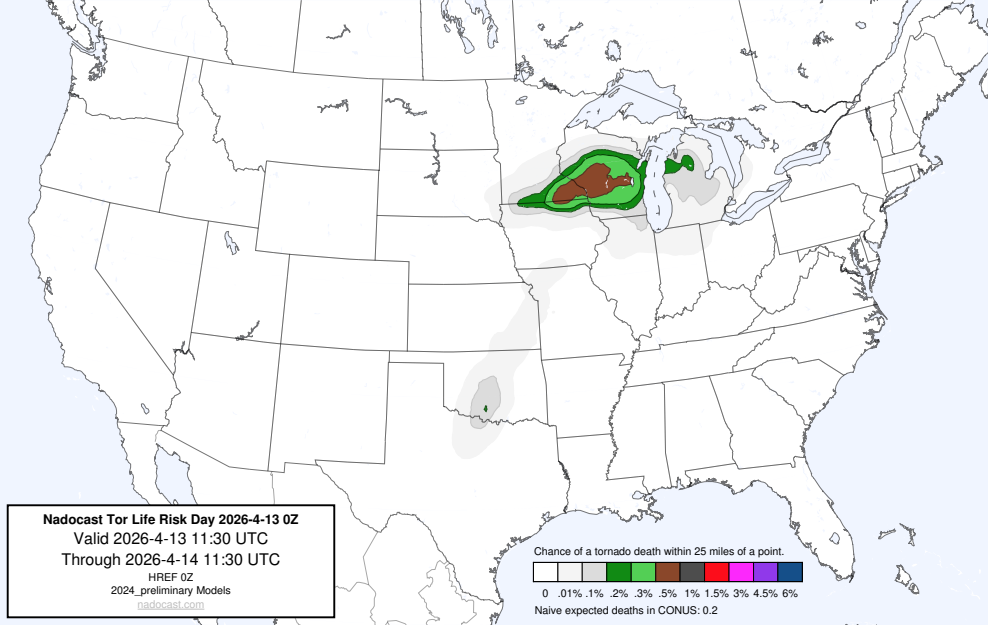 Nadocast Tor Life Risk Day 2026-4-13 0Z
Valid 2026-4-13 11:30 UTC
Through 2026-4-14 11:30 UTC
HREF 0Z
2024_preliminary Models
nadocast.com
Chance of a tornado death within 25 miles of a point.
0 .01% .1% .2% .3% .5% 1% 1.5% 3% 4.5% 6%
Naive expected deaths in CONUS: 0.2